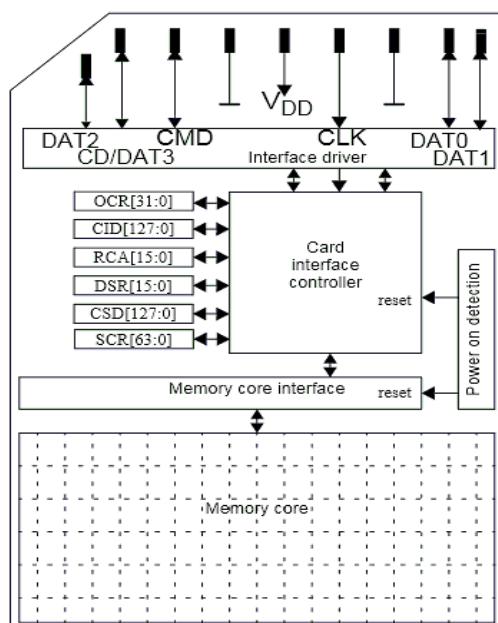 V DD
DAT2 CMD CLK DAT0
CD/DAT3 Interface driver DAT1
OCR[31:0]
CID[127:0]
RCA[15:0]
DSR[15:0]
CSD[127:0]
SCR[63:0]
Card
interface
controller
reset
Power on detection
Memory core interface reset
Memory core